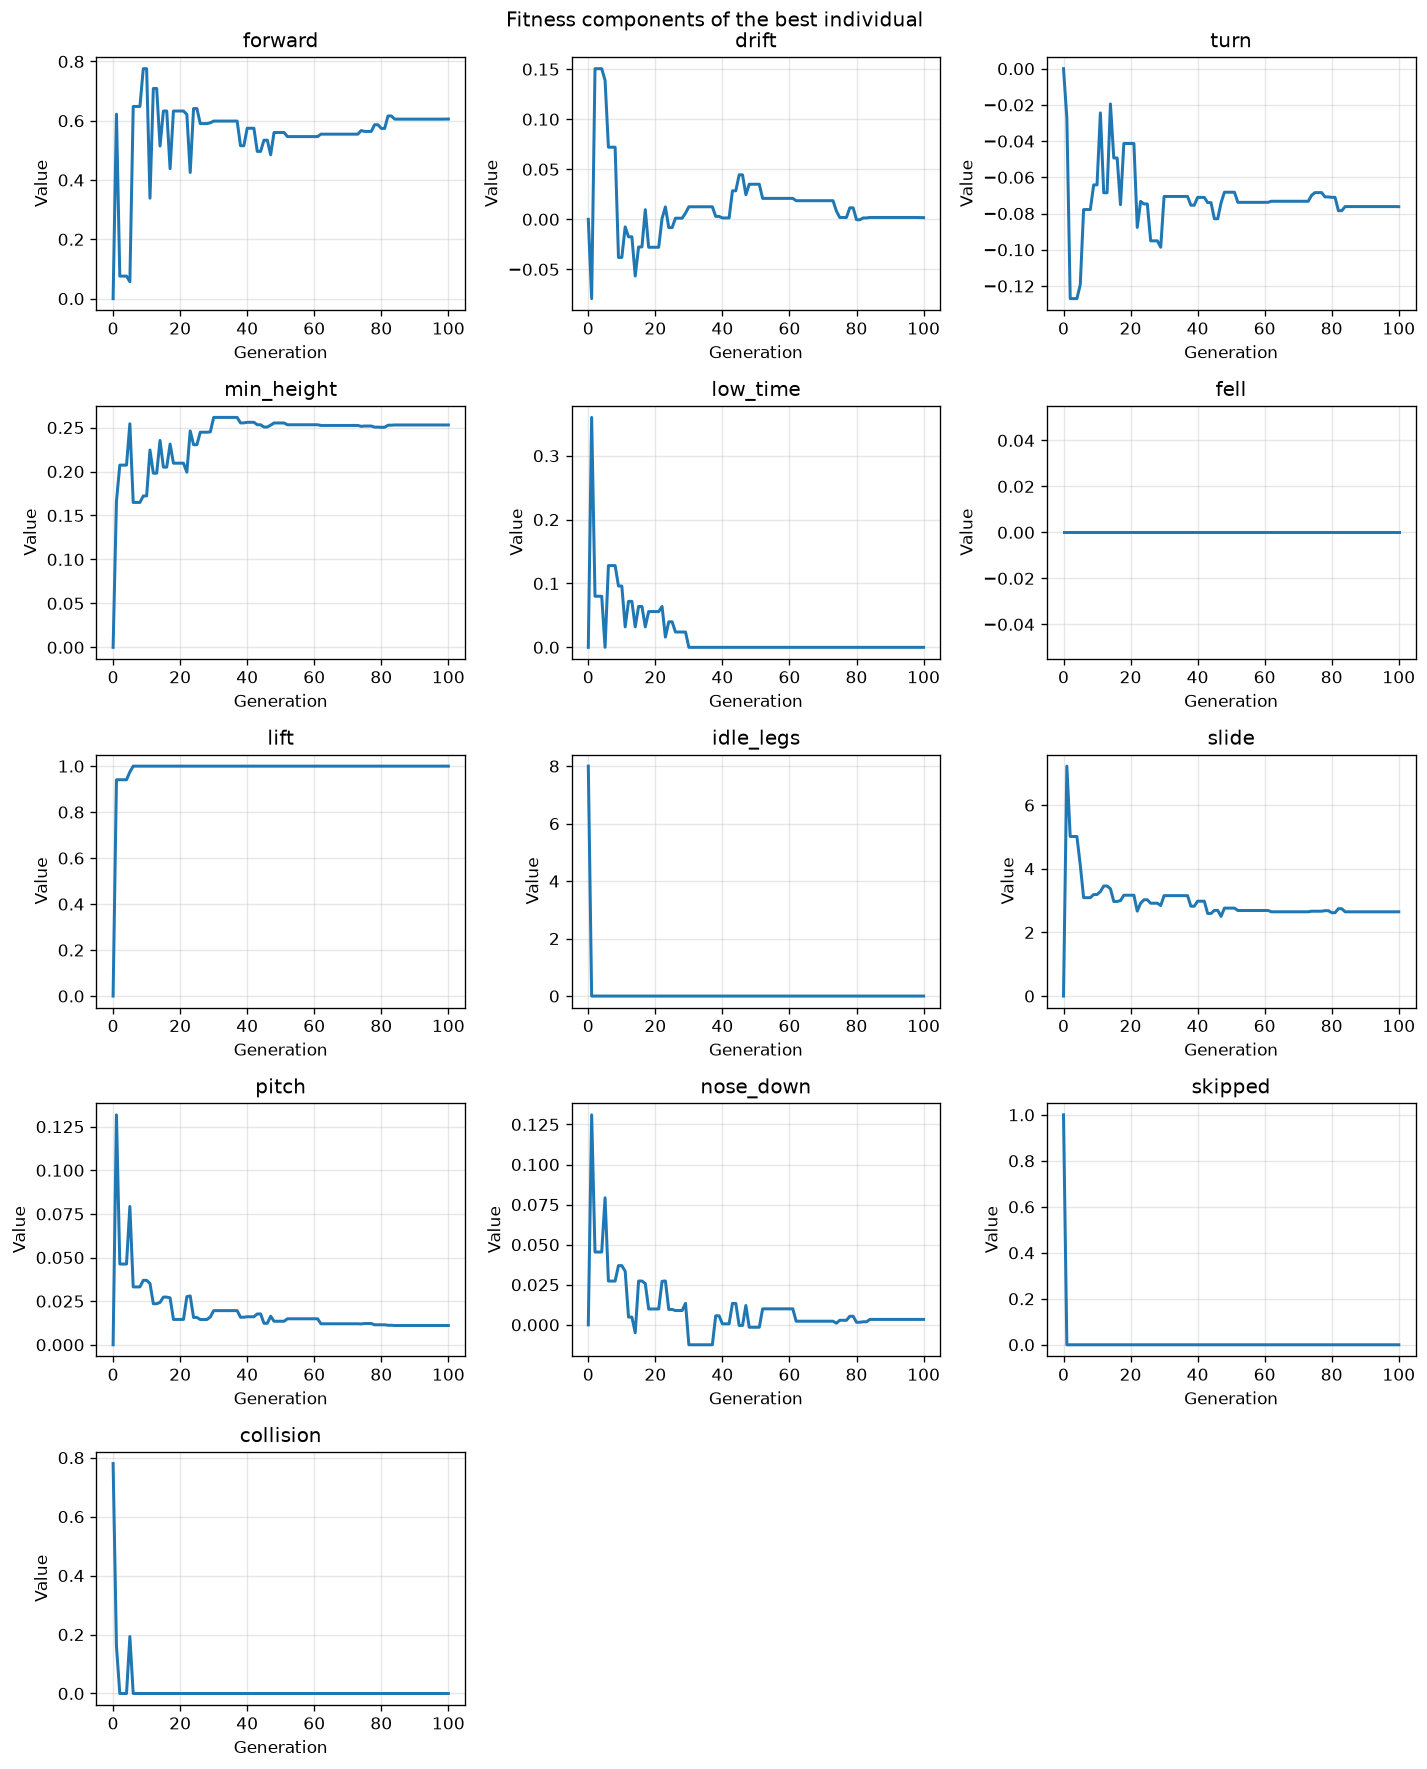 Fitness components of the best individual
forward
drift
turn
0.8
0.6
0.4
0.2
0.0
Value
0 20 40 60 80 100
Generation
0.15
0.10
0.05
0.00
−0.05
Value
0 20 40 60 80 100
Generation
0.00
−0.02
−0.04
−0.06
−0.08
−0.10
−0.12
Value
0 20 40 60 80 100
Generation
min_height
0.25
0.20
0.15
0.10
0.05
0.00
Value
0 20 40 60 80 100
Generation
low_time
0.3
0.2
0.1
0.0
Value
0 20 40 60 80 100
Generation
fell
0.04
0.02
0.00
−0.02
−0.04
Value
0 20 40 60 80 100
Generation
lift
1.0
0.8
0.6
0.4
0.2
0.0
Value
0 20 40 60 80 100
Generation
idle_legs
8
6
4
2
0
Value
0 20 40 60 80 100
Generation
slide
6
4
2
0
Value
0 20 40 60 80 100
Generation
pitch
0.125
0.100
0.075
0.050
0.025
0.000
Value
0 20 40 60 80 100
Generation
nose_down
0.125
0.100
0.075
0.050
0.025
0.000
Value
0 20 40 60 80 100
Generation
skipped
1.0
0.8
0.6
0.4
0.2
0.0
Value
0 20 40 60 80 100
Generation
collision
0.8
0.6
0.4
0.2
0.0
Value
0 20 40 60 80 100
Generation